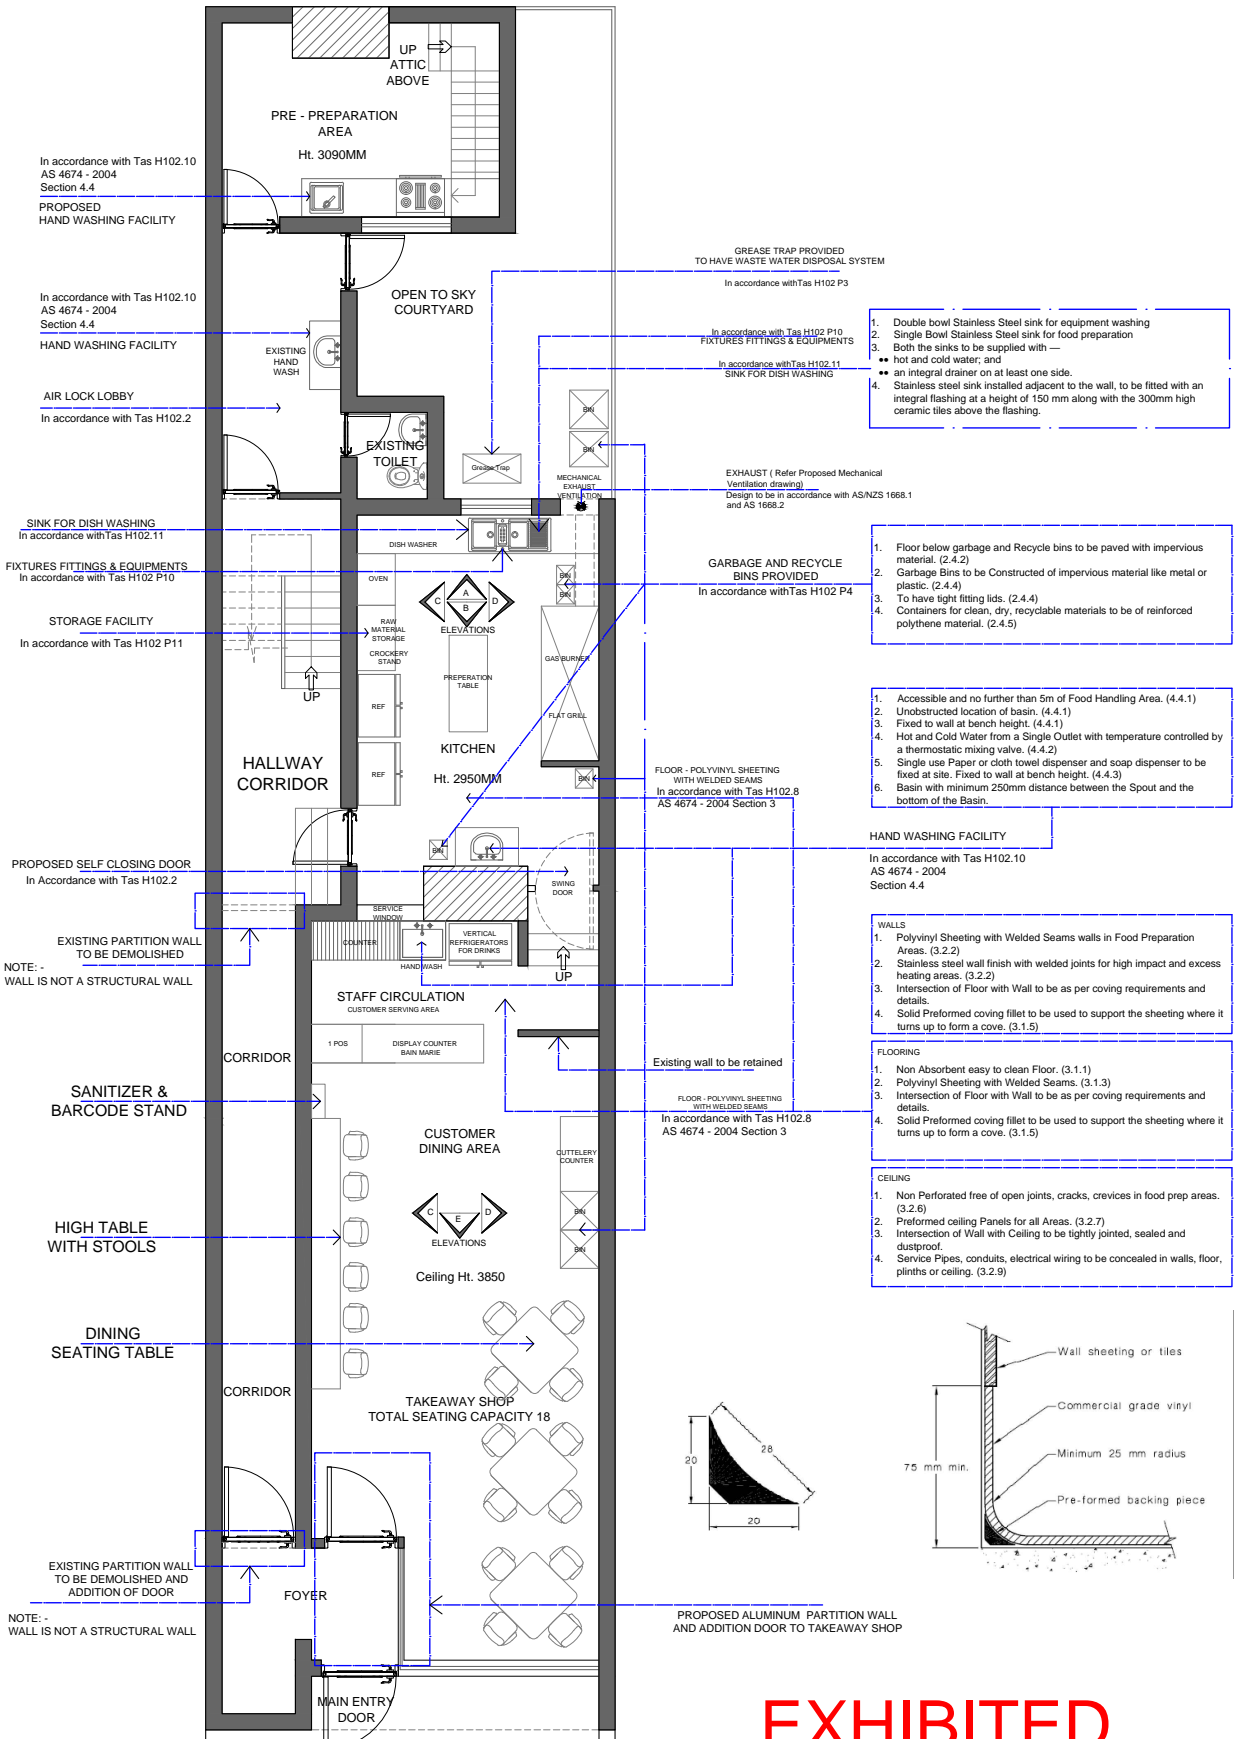 UP
ATTIC
ABOVE
PRE - PREPARATION
AREA
Ht. 3090MM
In accordance with Tas H102.10
AS 4674 - 2004
Section 4.4
PROPOSED
HAND WASHING FACILITY
In accordance with Tas H102.10
AS 4674 - 2004
Section 4.4
HAND WASHING FACILITY
EXISTING
HAND
WASH
AIR LOCK LOBBY
In accordance with Tas H102.2
OPEN TO SKY
COURTYARD
EXISTING
TOILET
Grease Trap
BIN
BIN
MECHANICAL
EXHAUST
VENTILATION
GREASE TRAP PROVIDED
TO HAVE WASTE WATER DISPOSAL SYSTEM
In accordance withTas H102 P3
In accordance with Tas H102 P10
FIXTURES FITTINGS & EQUIPMENTS
In accordance withTas H102.11
SINK FOR DISH WASHING
1. Double bowl Stainless Steel sink for equipment washing
2. Single Bowl Stainless Steel sink for food preparation
3. Both the sinks to be supplied with —
•• hot and cold water; and
•• an integral drainer on at least one side.
4. Stainless steel sink installed adjacent to the wall, to be fitted with an
integral flashing at a height of 150 mm along with the 300mm high
ceramic tiles above the flashing.
EXHAUST ( Refer Proposed Mechanical
Ventilation drawing)
Design to be in accordance with AS/NZS 1668.1
and AS 1668.2
SINK FOR DISH WASHING
In accordance withTas H102.11
FIXTURES FITTINGS & EQUIPMENTS
In accordance with Tas H102 P10
STORAGE FACILITY
In accordance with Tas H102 P11
DISH WASHER
OVEN
RAW
MATERIAL
STORAGE
CROCKERY
STAND
REF
REF
A
B
C
D
ELEVATIONS
PREPERATION
TABLE
BIN
BIN
GAS BURNER
FLAT GRILL
GARBAGE AND RECYCLE
BINS PROVIDED
In accordance withTas H102 P4
1. Floor below garbage and Recycle bins to be paved with impervious
material. (2.4.2)
2. Garbage Bins to be Constructed of impervious material like metal or
plastic. (2.4.4)
3. To have tight fitting lids. (2.4.4)
4. Containers for clean, dry, recyclable materials to be of reinforced
polythene material. (2.4.5)
UP
HALLWAY
CORRIDOR
KITCHEN
Ht. 2950MM
BIN
BIN
SWING
DOOR
FLOOR - POLYVINYL SHEETING
WITH WELDED SEAMS
In accordance with Tas H102.8
AS 4674 - 2004 Section 3
1. Accessible and no further than 5m of Food Handling Area. (4.4.1)
2. Unobstructed location of basin. (4.4.1)
3. Fixed to wall at bench height. (4.4.1)
4. Hot and Cold Water from a Single Outlet with temperature controlled by
a thermostatic mixing valve. (4.4.2)
5. Single use Paper or cloth towel dispenser and soap dispenser to be
fixed at site. Fixed to wall at bench height. (4.4.3)
6. Basin with minimum 250mm distance between the Spout and the
bottom of the Basin.
HAND WASHING FACILITY
In accordance with Tas H102.10
AS 4674 - 2004
Section 4.4
PROPOSED SELF CLOSING DOOR
In Accordance with Tas H102.2
EXISTING PARTITION WALL
TO BE DEMOLISHED
NOTE: -
WALL IS NOT A STRUCTURAL WALL
SERVICE
WINDOW
COUNTER
HAND WASH
VERTICAL
REFRIGERATORS
FOR DRINKS
UP
STAFF CIRCULATION
CUSTOMER SERVING AREA
WALLS
1. Polyvinyl Sheeting with Welded Seams walls in Food Preparation
Areas. (3.2.2)
2. Stainless steel wall finish with welded joints for high impact and excess
heating areas. (3.2.2)
3. Intersection of Floor with Wall to be as per coving requirements and
details.
4. Solid Preformed coving fillet to be used to support the sheeting where it
turns up to form a cove. (3.1.5)
CORRIDOR
1 POS
DISPLAY COUNTER
BAIN MARIE
Existing wall to be retained
FLOORING
1. Non Absorbent easy to clean Floor. (3.1.1)
2. Polyvinyl Sheeting with Welded Seams. (3.1.3)
3. Intersection of Floor with Wall to be as per coving requirements and
details.
4. Solid Preformed coving fillet to be used to support the sheeting where it
turns up to form a cove. (3.1.5)
SANITIZER &
BARCODE STAND
FLOOR - POLYVINYL SHEETING
WITH WELDED SEAMS
In accordance with Tas H102.8
AS 4674 - 2004 Section 3
CUSTOMER
DINING AREA
CUTTELERY
COUNTER
BIN
BIN
C
E
D
ELEVATIONS
Ceiling Ht. 3850
CEILING
1. Non Perforated free of open joints, cracks, crevices in food prep areas.
(3.2.6)
2. Preformed ceiling Panels for all Areas. (3.2.7)
3. Intersection of Wall with Ceiling to be tightly jointed, sealed and
dustproof.
4. Service Pipes, conduits, electrical wiring to be concealed in walls, floor,
plinths or ceiling. (3.2.9)
HIGH TABLE
WITH STOOLS
DINING
SEATING TABLE
CORRIDOR
TAKEAWAY SHOP
TOTAL SEATING CAPACITY 18
20
28
20
Wall sheeting or tiles
Commercial grade vinyl
75 mm min.
Minimum 25 mm radius
Pre-formed backing piece
EXISTING PARTITION WALL
TO BE DEMOLISHED AND
ADDITION OF DOOR
NOTE: -
WALL IS NOT A STRUCTURAL WALL
FOYER
PROPOSED ALUMINUM PARTITION WALL
AND ADDITION DOOR TO TAKEAWAY SHOP
MAIN ENTRY
DOOR
EXHIBITED